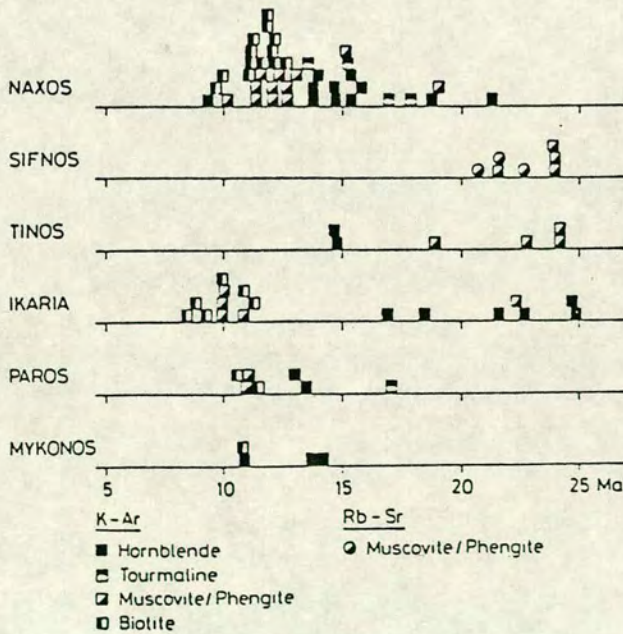 NAXOS
SIFNOS
TINOS
IKARIA
PAROS
MYKONOS
5 10 15 20 25 Ma
K-Ar Rb-Sr
Hornblende Muscovite/Phengite
Tourmaline
Muscovite/Phengite
Biotite